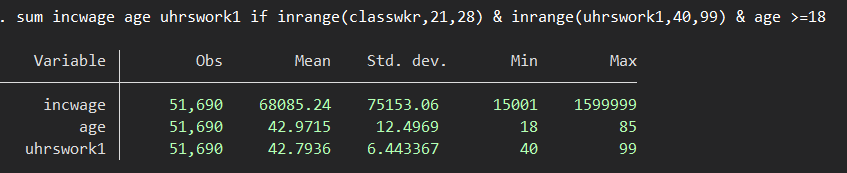 . sum incwage age uhrswork1 if inrange(classwkr,21,28) & inrange(uhrswork1,40,99) & age >=18
Variable Obs Mean Std. dev. Min Max
incwage 51,690 68085.24 75153.06 15001 1599999
age 51,690 42.9715 12.4969 18 85
uhrswork1 51,690 42.7936 6.443367 40 99